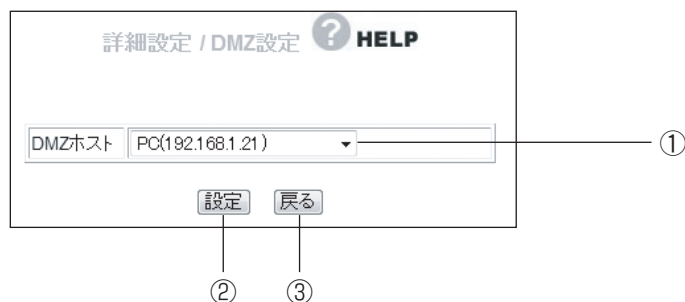 詳細設定 / DMZ設定 ? HELP
DMZホスト PC(192.168.1.21) ①
設定 戻る
② ③